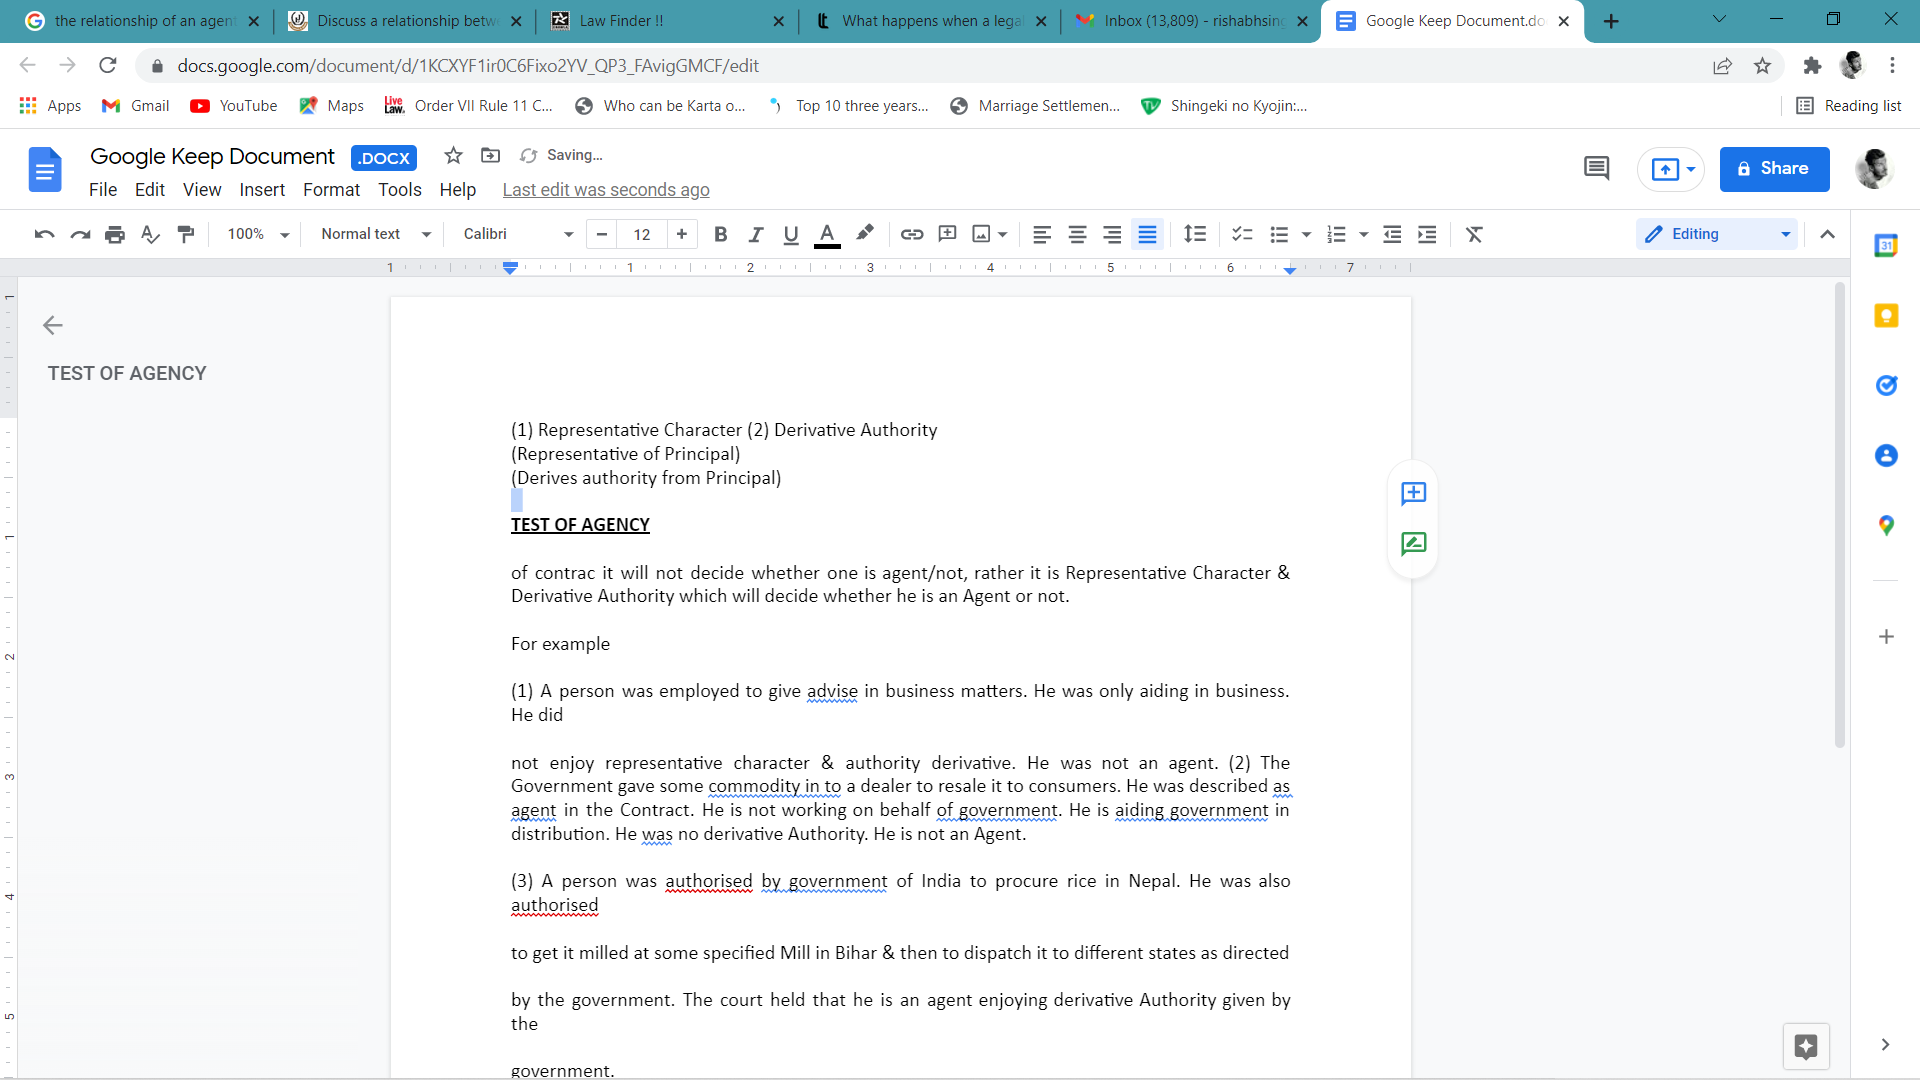 the relationship of an agen
Discuss a relationship betw
Law Finder !!
What happens when a lega
Inbox (13,809) - rishabhsing
Google Keep Document.do
docs.google.com/document/d/1KCXYF1ir0C6Fixo2YV_QP3_FAvigGMCF/edit
Apps
Gmail
YouTube
Maps
Live Law.
Order VII Rule 11 C...
Who can be Karta o...
Top 10 three years...
Marriage Settlemen...
Shingeki no Kyojin:...
Reading list
Google Keep Document .DOCX Saving...
File Edit View Insert Format Tools Help Last edit was seconds ago
Share
100% Normal text Calibri − 12 + B I U A Editing
1 1 2 3 4 5 6 7
31
TEST OF AGENCY
(1) Representative Character (2) Derivative Authority
(Representative of Principal)
(Derives authority from Principal)
TEST OF AGENCY
of contrac it will not decide whether one is agent/not, rather it is Representative Character &
Derivative Authority which will decide whether he is an Agent or not.
For example
(1) A person was employed to give advise in business matters. He was only aiding in business.
He did
not enjoy representative character & authority derivative. He was not an agent. (2) The
Government gave some commodity in to a dealer to resale it to consumers. He was described as
agent in the Contract. He is not working on behalf of government. He is aiding government in
distribution. He was no derivative Authority. He is not an Agent.
(3) A person was authorised by government of India to procure rice in Nepal. He was also
authorised
to get it milled at some specified Mill in Bihar & then to dispatch it to different states as directed
by the government. The court held that he is an agent enjoying derivative Authority given by
the
government.
1
1
2
3
4
5